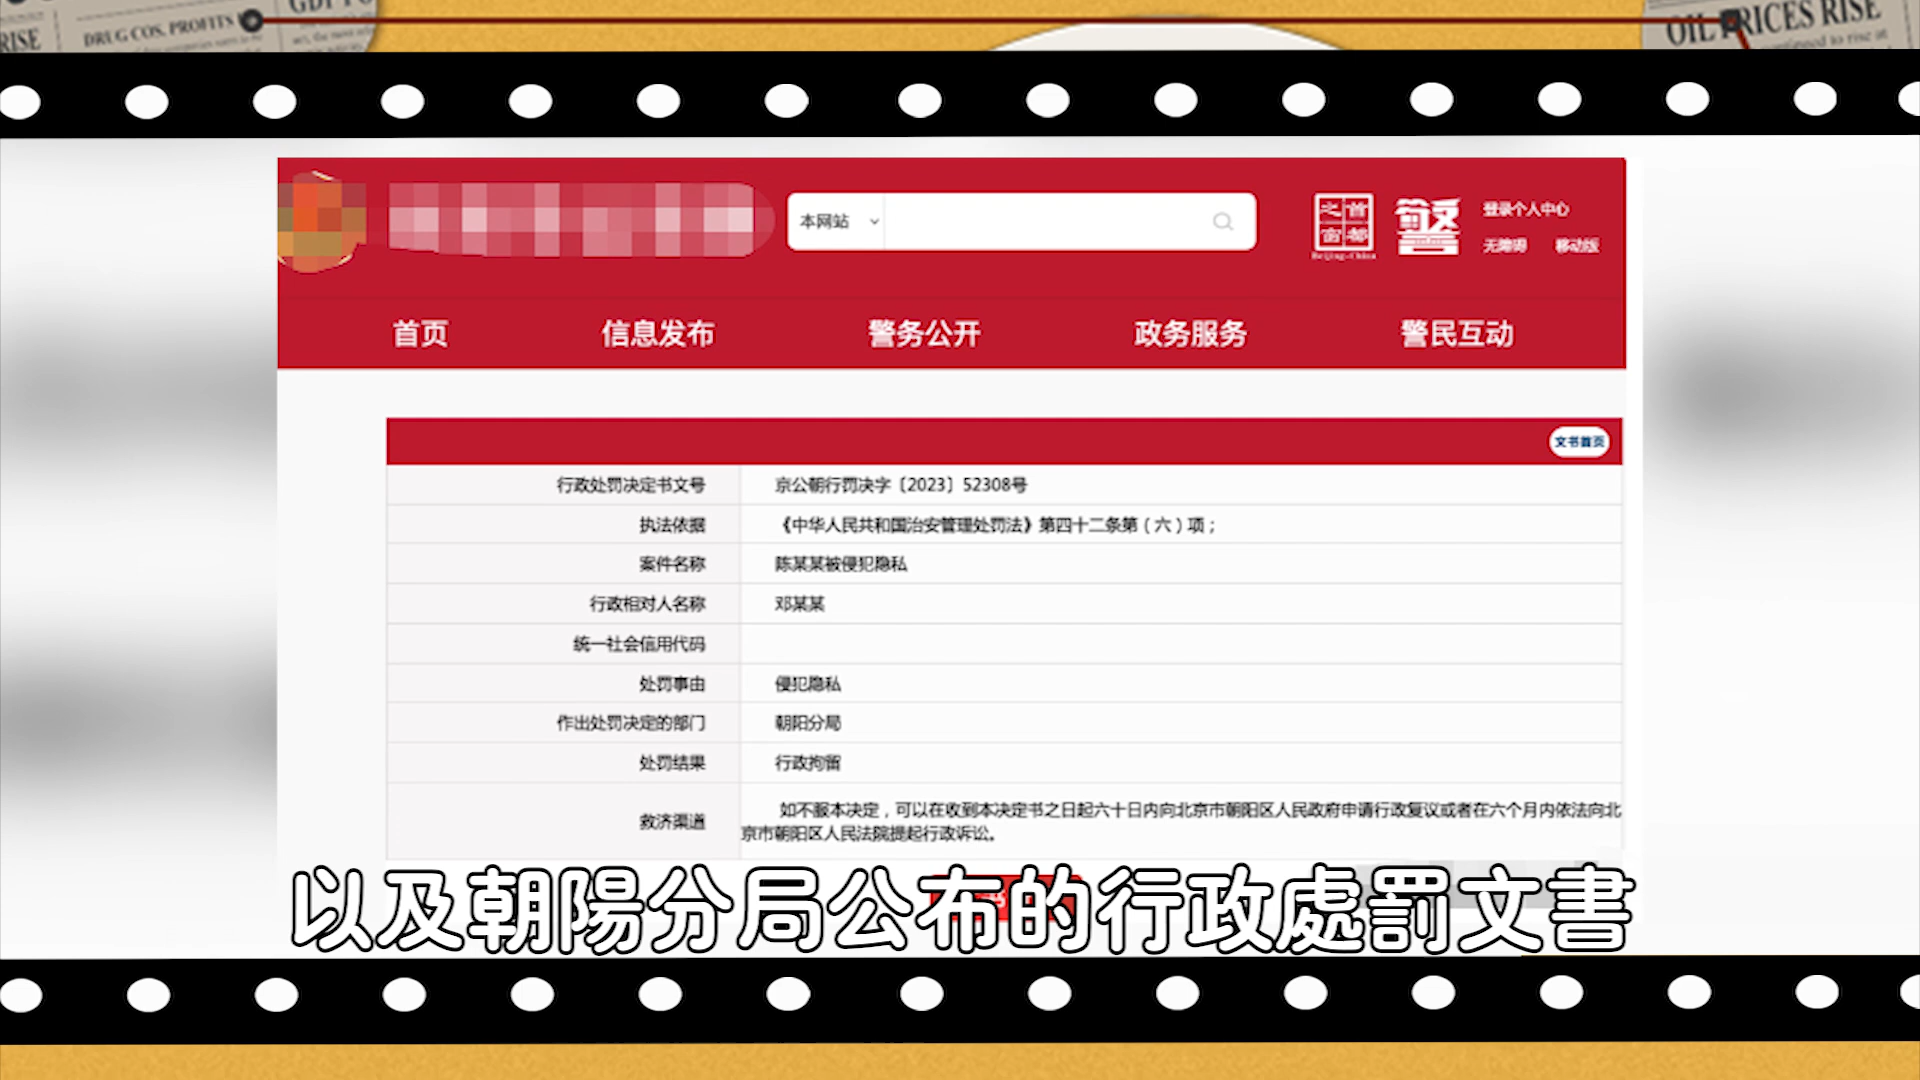 RISE
DRUG COS. PROFITS
OIL PRICES RISE
continued to rise at
本网站
首都之窗
Beijing-China
警
登录个人中心
无障碍 移动版
首页 信息发布 警务公开 政务服务 警民互动
文书首页
行政处罚决定书文号 京公朝行罚决字〔2023〕52308号
执法依据 《中华人民共和国治安管理处罚法》第四十二条第(六)项;
案件名称 陈某某被侵犯隐私
行政相对人名称 邓某某
统一社会信用代码
处罚事由 侵犯隐私
作出处罚决定的部门 朝阳分局
处罚结果 行政拘留
救济渠道 如不服本决定,可以在收到本决定书之日起六十日内向北京市朝阳区人民政府申请行政复议或者在六个月内依法向北
京市朝阳区人民法院提起行政诉讼。
以及朝陽分局公布的行政處罰文書